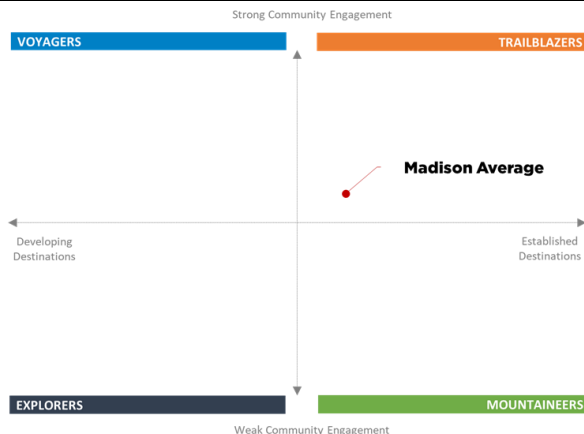 Strong Community Engagement
VOYAGERS
TRAILBLAZERS
Madison Average
Developing
Destinations
Established
Destinations
EXPLORERS
MOUNTAINEERS
Weak Community Engagement